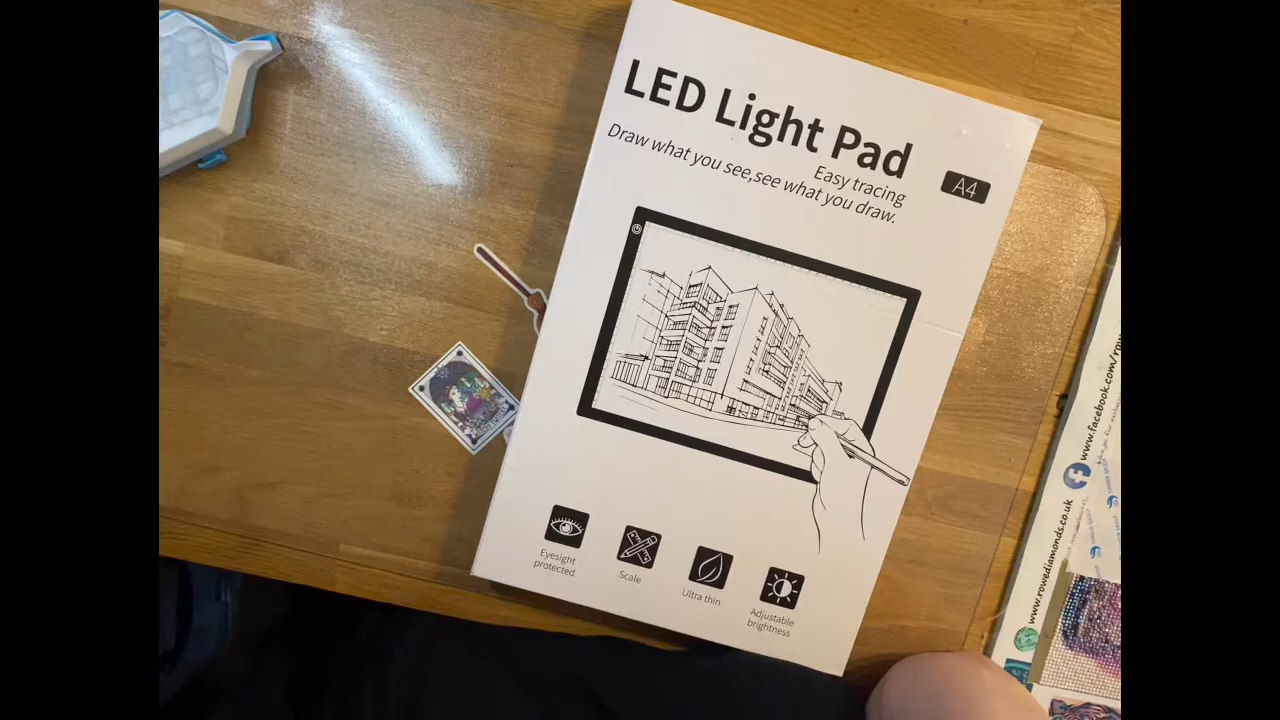 LED Light Pad
Draw what you see,see what you draw.
Easy tracing
A4
Eyesight
protected
Scale
Ultra thin
Adjustable
brightness
www.facebook.com/row
www.rowediamonds.co.uk